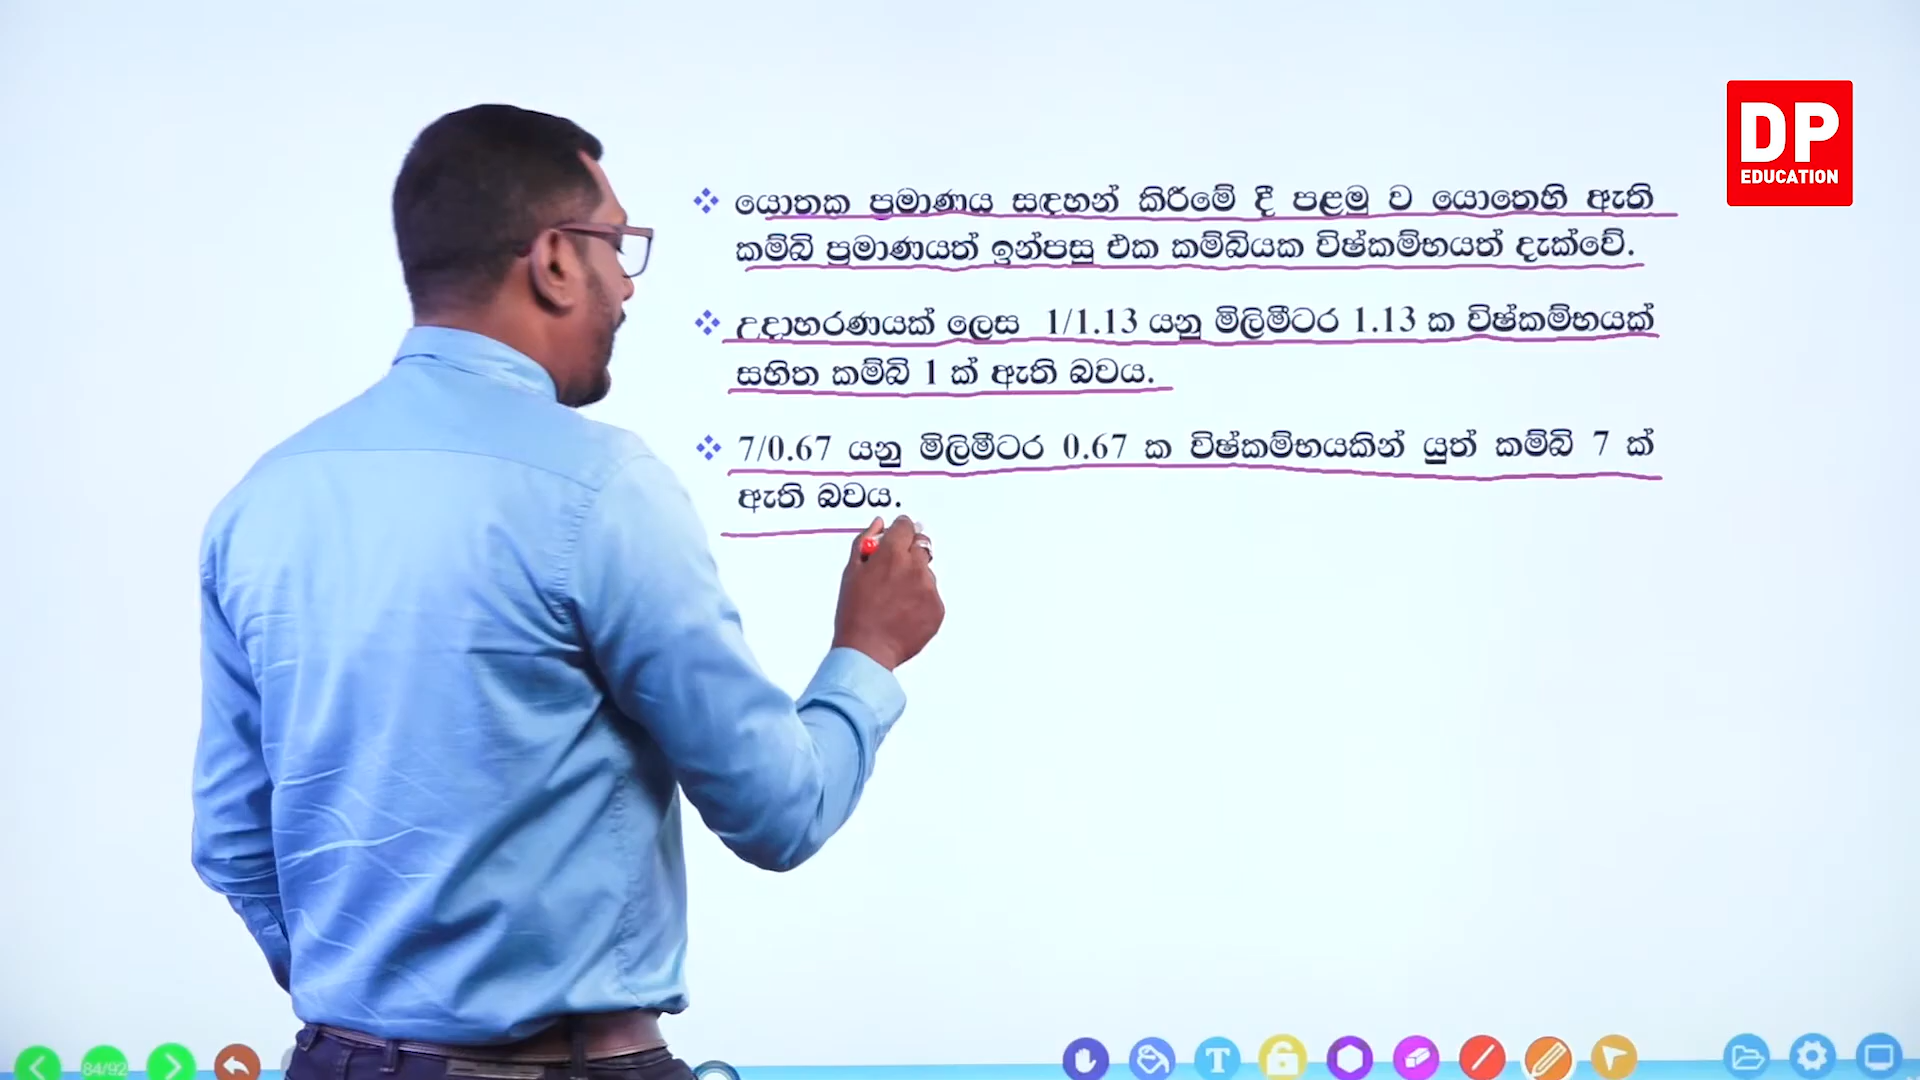 DP
EDUCATION
යොතක ප්‍රමාණය සඳහන් කිරීමේ දී පළමු ව යොතෙහි ඇති
කම්බි ප්‍රමාණයත් ඉන්පසු එක කම්බියක විෂ්කම්භයත් දැක්වේ.
උදාහරණයක් ලෙස 1/1.13 යනු මිලිමීටර 1.13 ක විෂ්කම්භයක්
සහිත කම්බි 1 ක් ඇති බවය.
7/0.67 යනු මිලිමීටර 0.67 ක විෂ්කම්භයකින් යුත් කම්බි 7 ක්
ඇති බවය.
84/92
T